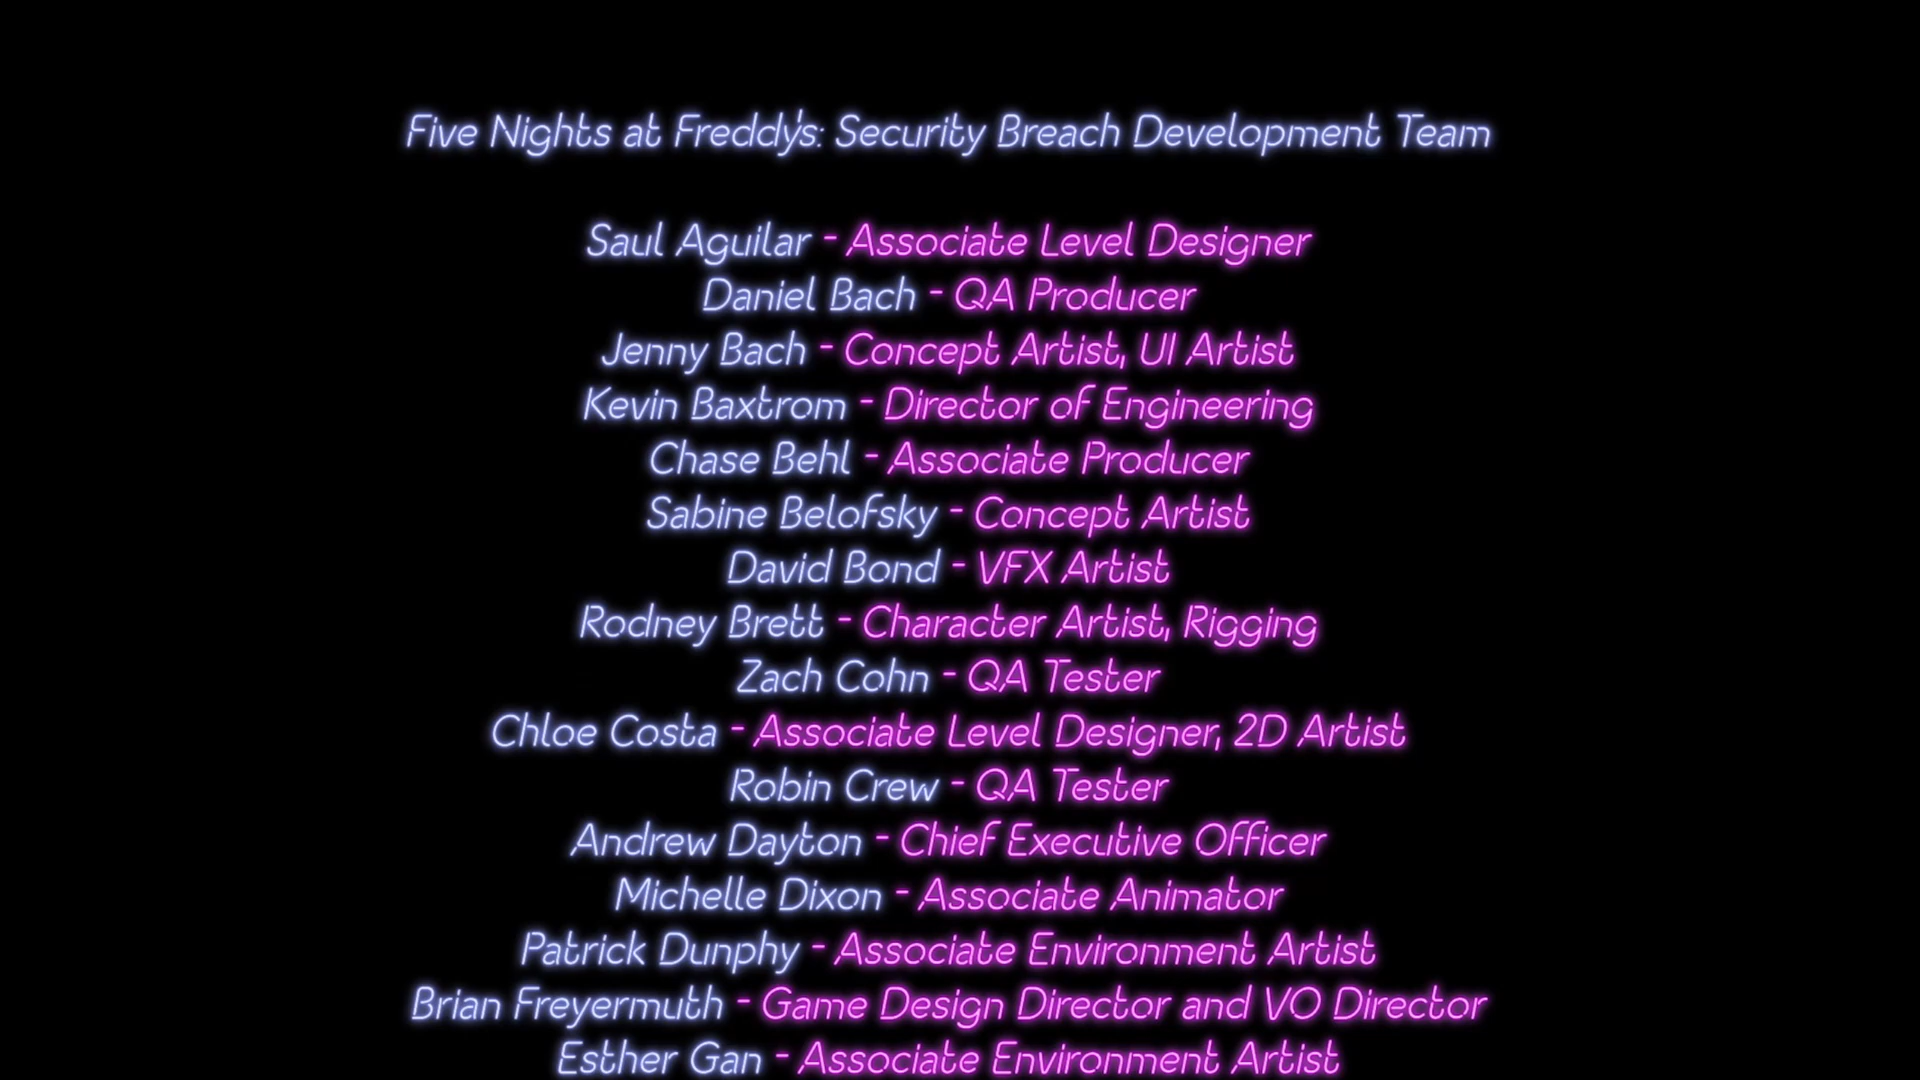 Five Nights at Freddy's: Security Breach Development Team
Saul Aguilar - Associate Level Designer
Daniel Bach - QA Producer
Jenny Bach - Concept Artist, UI Artist
Kevin Baxtrom - Director of Engineering
Chase Behl - Associate Producer
Sabine Belofsky - Concept Artist
David Bond - VFX Artist
Rodney Brett - Character Artist, Rigging
Zach Cohn - QA Tester
Chloe Costa - Associate Level Designer, 2D Artist
Robin Crew - QA Tester
Andrew Dayton - Chief Executive Officer
Michelle Dixon - Associate Animator
Patrick Dunphy - Associate Environment Artist
Brian Freyermuth - Game Design Director and VO Director
Esther Gan - Associate Environment Artist